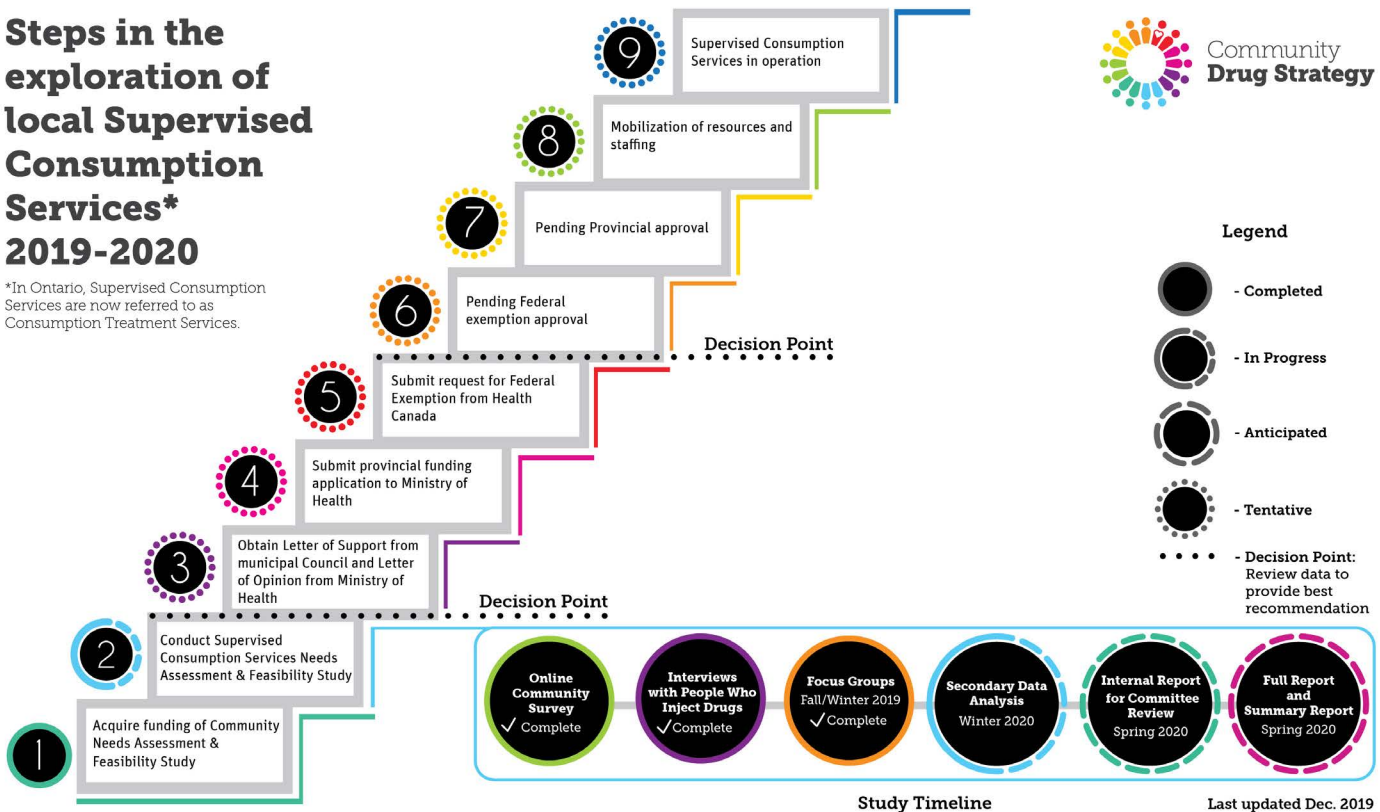 Steps in the
exploration of
local Supervised
Consumption
Services*
2019-2020
*In Ontario, Supervised Consumption
Services are now referred to as
Consumption Treatment Services.
Community
Drug Strategy
9
Supervised Consumption
Services in operation
8
Mobilization of resources and
staffing
7
Pending Provincial approval
6
Pending Federal
exemption approval
Decision Point
5
Submit request for Federal
Exemption from Health
Canada
4
Submit provincial funding
application to Ministry of
Health
3
Obtain Letter of Support from
municipal Council and Letter
of Opinion from Ministry of
Health
Decision Point
2
Conduct Supervised
Consumption Services Needs
Assessment & Feasibility Study
1
Acquire funding of Community
Needs Assessment &
Feasibility Study
Legend
- Completed
- In Progress
- Anticipated
- Tentative
- Decision Point:
Review data to
provide best
recommendation
Online
Community
Survey
✓ Complete
Interviews
with People Who
Inject Drugs
✓ Complete
Focus Groups
Fall/Winter 2019
✓ Complete
Secondary Data
Analysis
Winter 2020
Internal Report
for Committee
Review
Spring 2020
Full Report
and
Summary Report
Spring 2020
Study Timeline
Last updated Dec. 2019